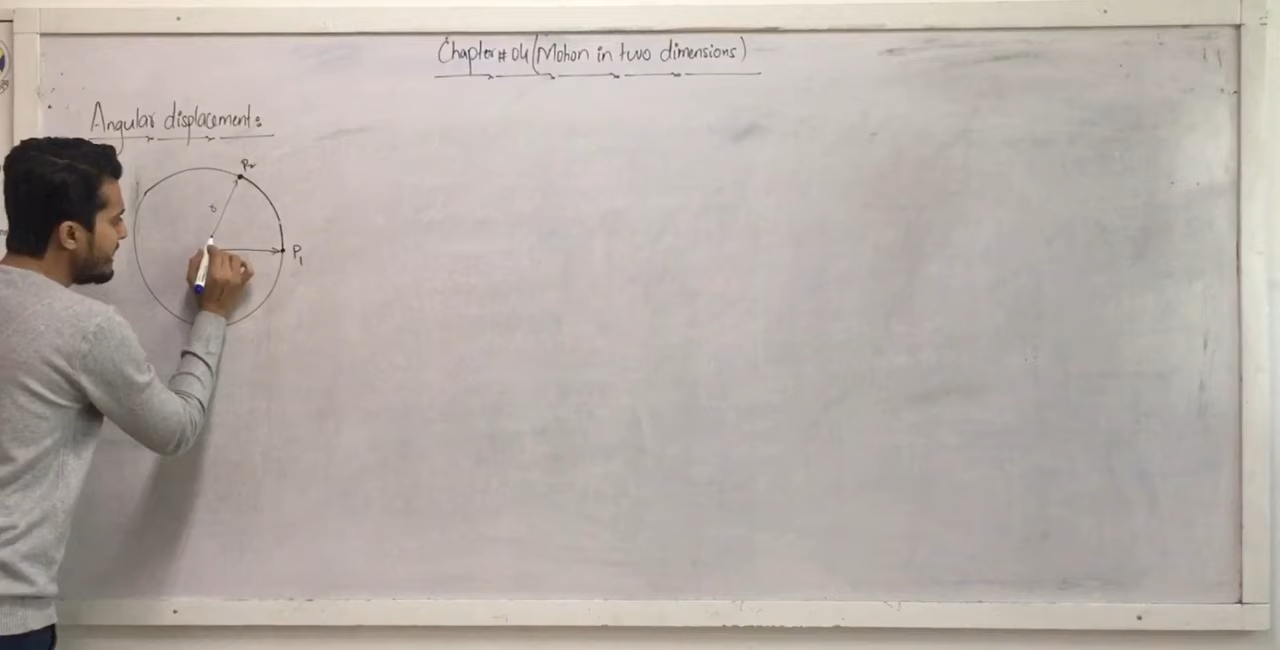 Chapter # 04 (Motion in two dimensions)
Angular displacement:
P2
r
P1